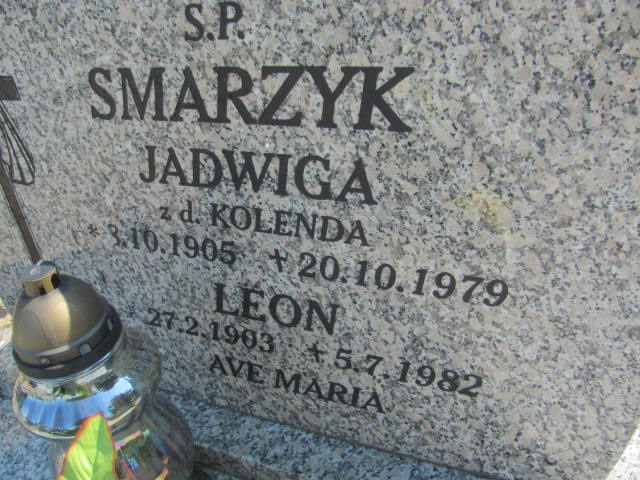 S.P.
SMARZYK
JADWIGA
z d. KOLENDA
* 3.10.1905 + 20.10.1979
LEON
27.2.1903 + 5.7.1982
AVE MARIA